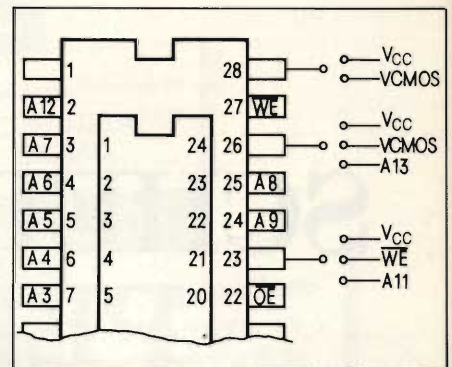 1 28 VCC
VCMOS
A12 2 27 WE
VCC
A7 3 1 24 26 VCMOS
A13
A6 4 2 23 25 A8
A5 5 3 22 24 A9
VCC
A4 6 4 21 23 WE
A11
A3 7 5 20 22 OE